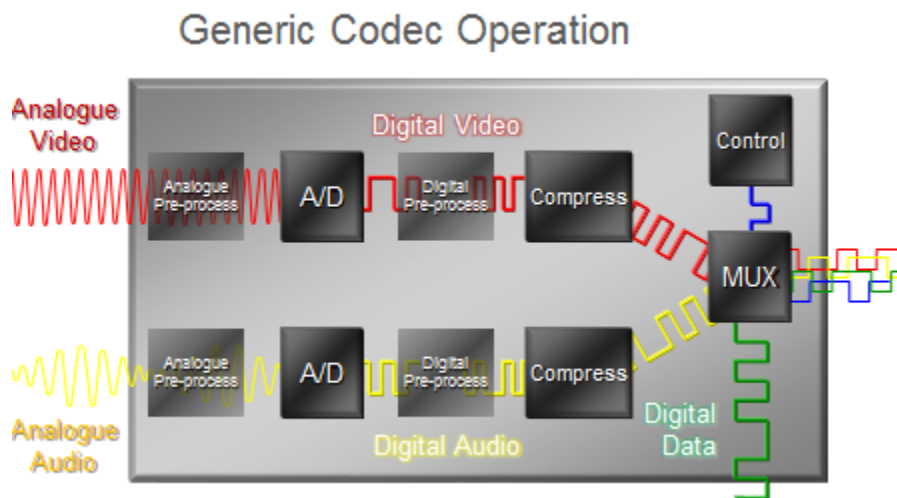 Generic Codec Operation
Analogue
Video
Digital Video
Control
Analogue
Pre-process
A/D
Digital
Pre-process
Compress
MUX
Analogue
Pre-process
A/D
Digital
Pre-process
Compress
Analogue
Audio
Digital Audio
Digital
Data